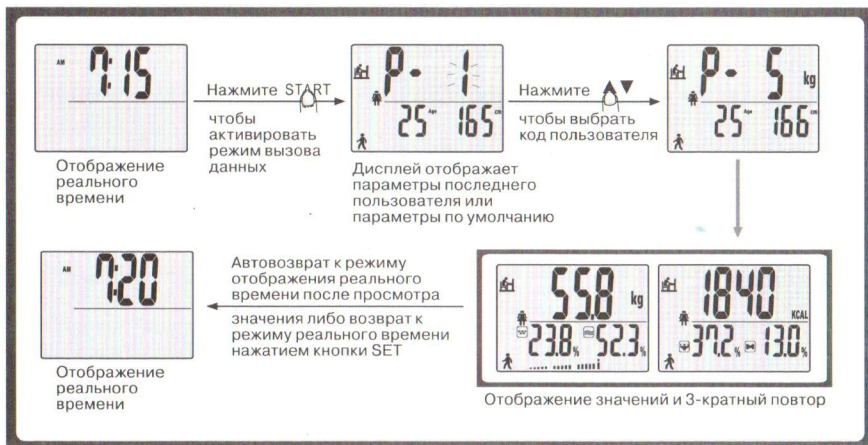 AM 7:15
Отображение
реального
времени
Нажмите START
чтобы
активировать
режим вызова
данных
P- 1
25 Age 165 cm
Дисплей отображает
параметры последнего
пользователя или
параметры по умолчанию
Нажмите ▲▼
чтобы выбрать
код пользователя
P- 5 kg
25 Age 166 cm
55.8 kg
23.8% 52.3%
1840 KCAL
37.2% 13.0%
Отображение значений и 3-кратный повтор
Автовозврат к режиму
отображения реального
времени после просмотра
значения либо возврат к
режиму реального времени
нажатием кнопки SET
AM 7:20
Отображение
реального
времени